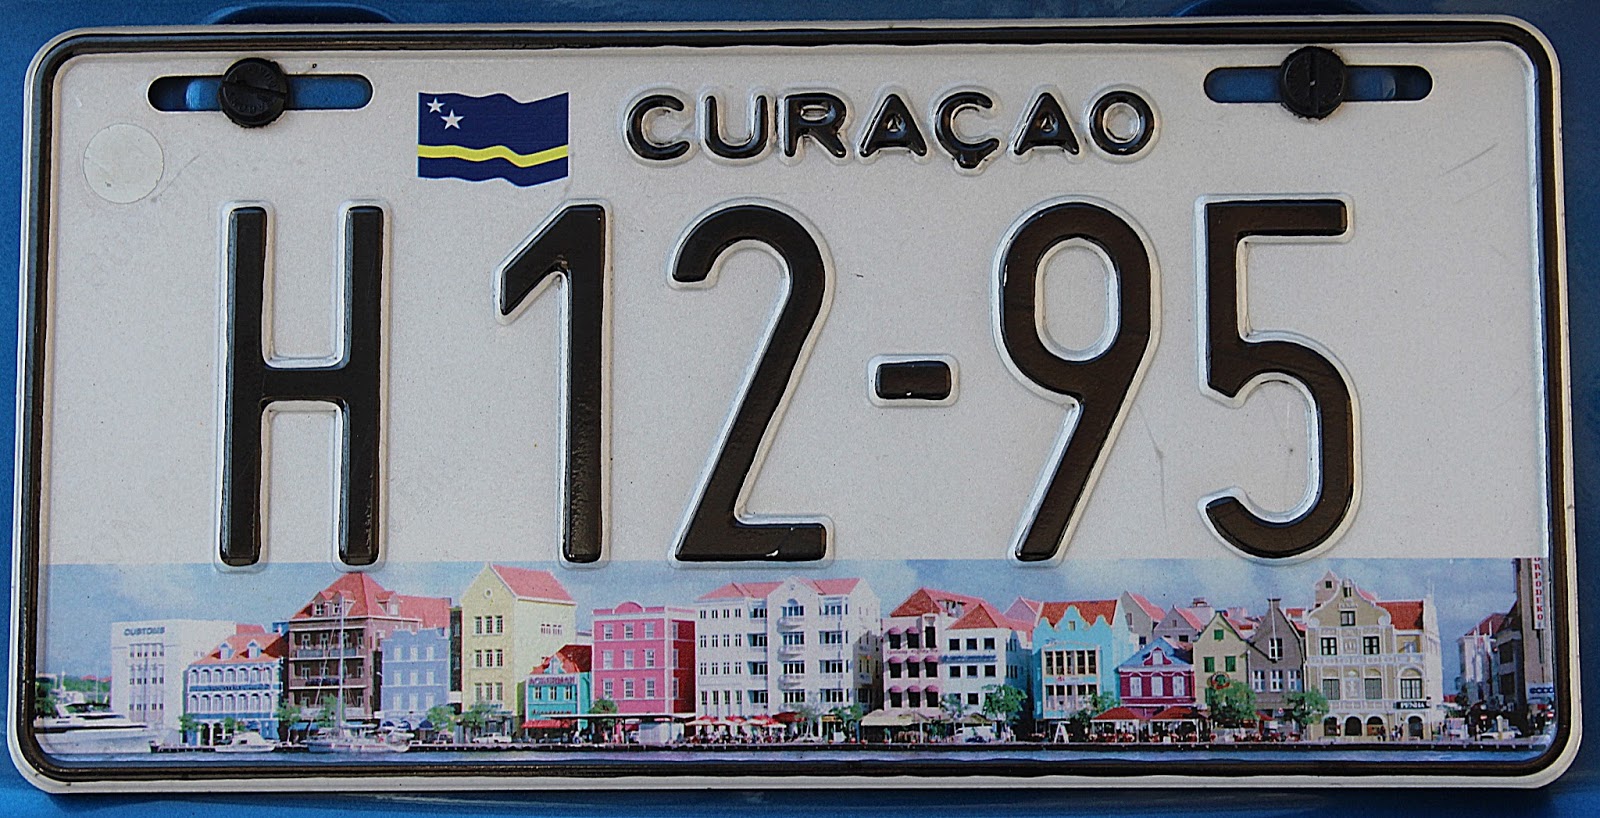 CURAÇAO
H 12-95
CUSTOMS
PENHA